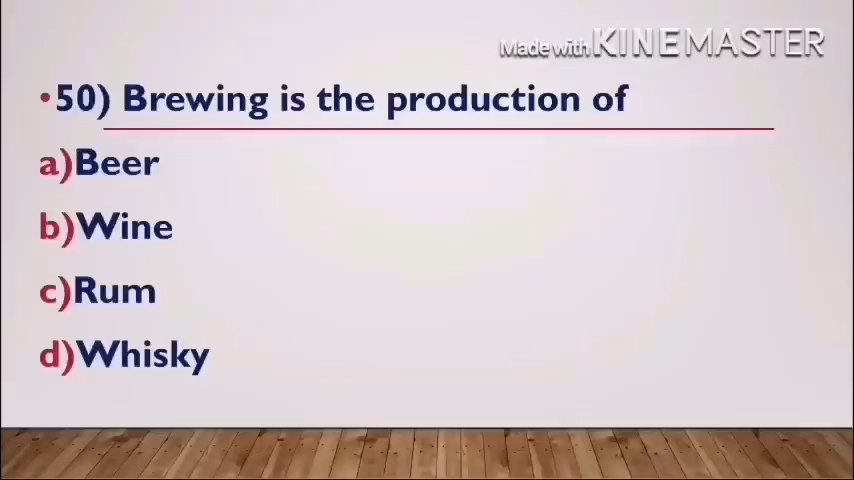 Made with KINEMASTER
•50) Brewing is the production of
a)Beer
b)Wine
c)Rum
d)Whisky